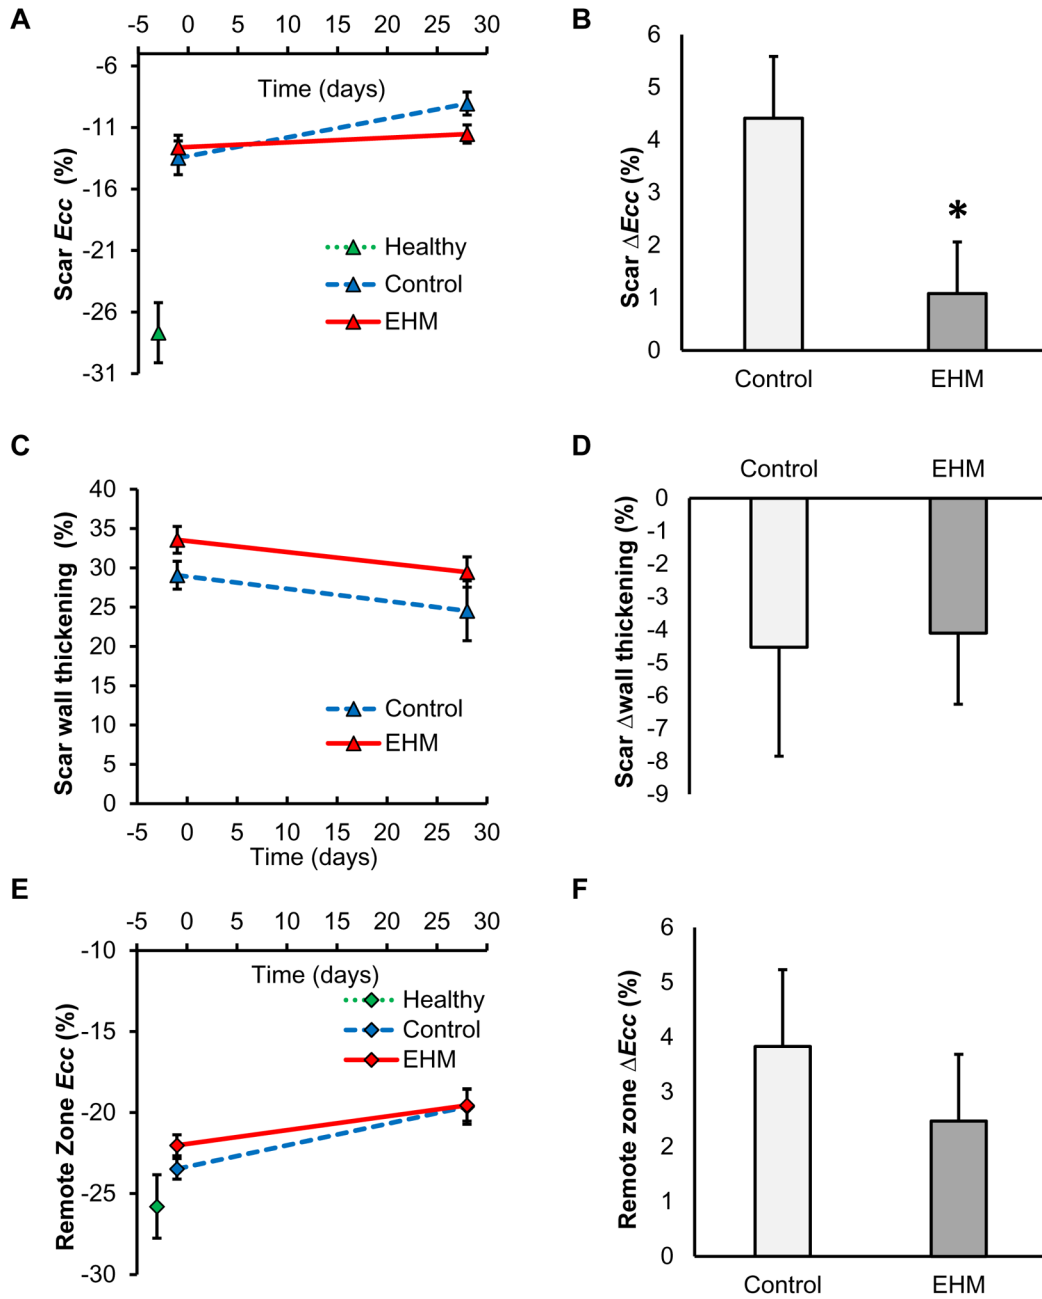 A
-5 0 5 10 15 20 25 30
-6
-11
-16
-21
-26
-31
Scar Ecc (%)
Time (days)
Healthy
Control
EHM
B
6
5
4
3
2
1
0
Scar ΔEcc (%)
*
Control EHM
C
40
35
30
25
20
15
10
5
0
Scar wall thickening (%)
Control
EHM
-5 0 5 10 15 20 25 30
Time (days)
D
Control EHM
0
-1
-2
-3
-4
-5
-6
-7
-8
-9
Scar Δwall thickening (%)
E
-5 0 5 10 15 20 25 30
-10
-15
-20
-25
-30
Remote Zone Ecc (%)
Time (days)
Healthy
Control
EHM
F
6
5
4
3
2
1
0
Remote zone ΔEcc (%)
Control EHM